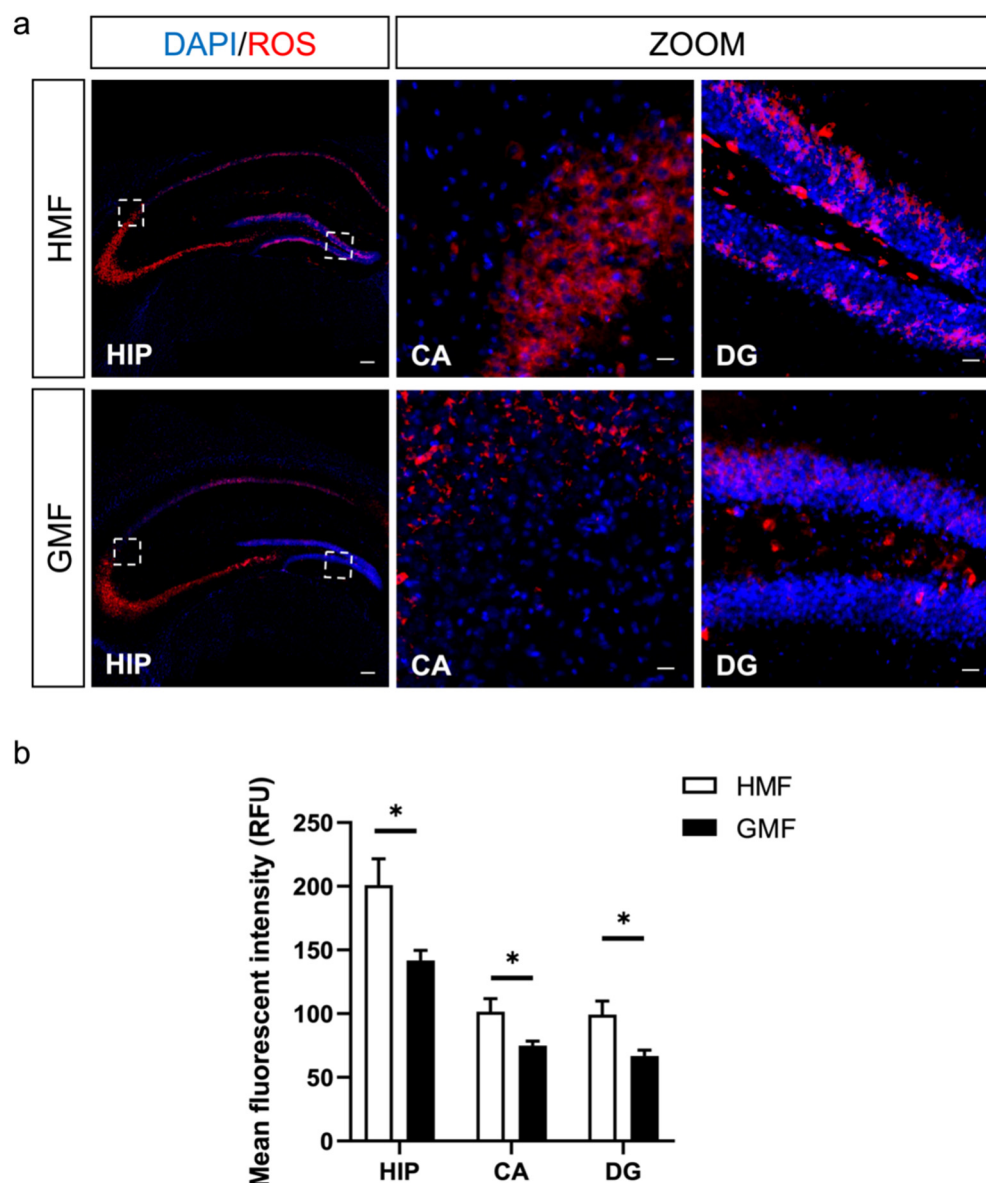 a
DAPI/ROS
ZOOM
HMF
HIP
CA
DG
GMF
HIP
CA
DG
b
Mean fluorescent intensity (RFU)
250
200
150
100
50
0
*
*
*
HIP
CA
DG
HMF
GMF